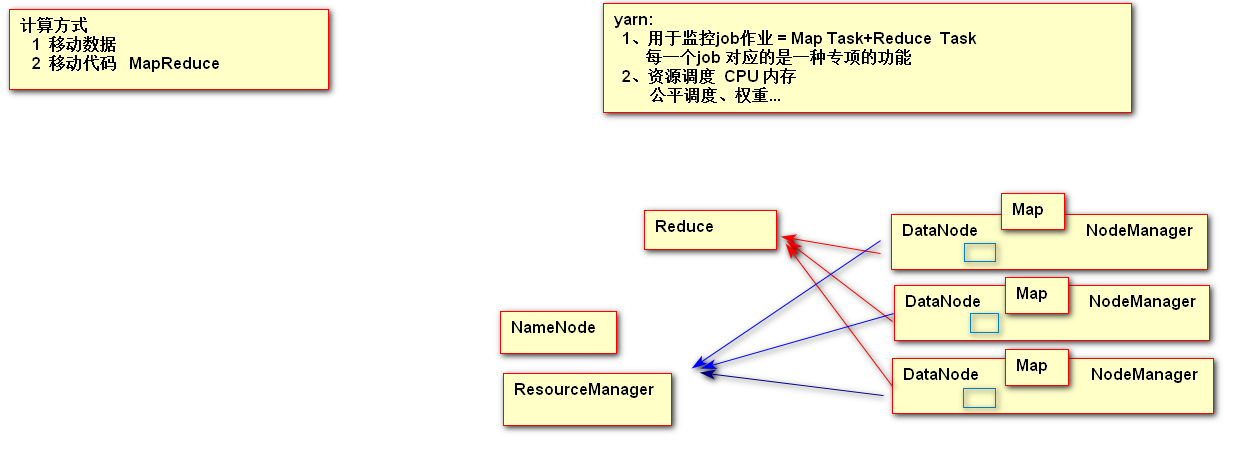 计算方式
1 移动数据
2 移动代码 MapReduce
yarn:
1、用于监控job作业 = Map Task+Reduce Task
每一个job 对应的是一种专项的功能
2、资源调度 CPU 内存
公平调度、权重...
Map
Reduce
DataNode NodeManager
Map
DataNode NodeManager
NameNode
Map
DataNode NodeManager
ResourceManager